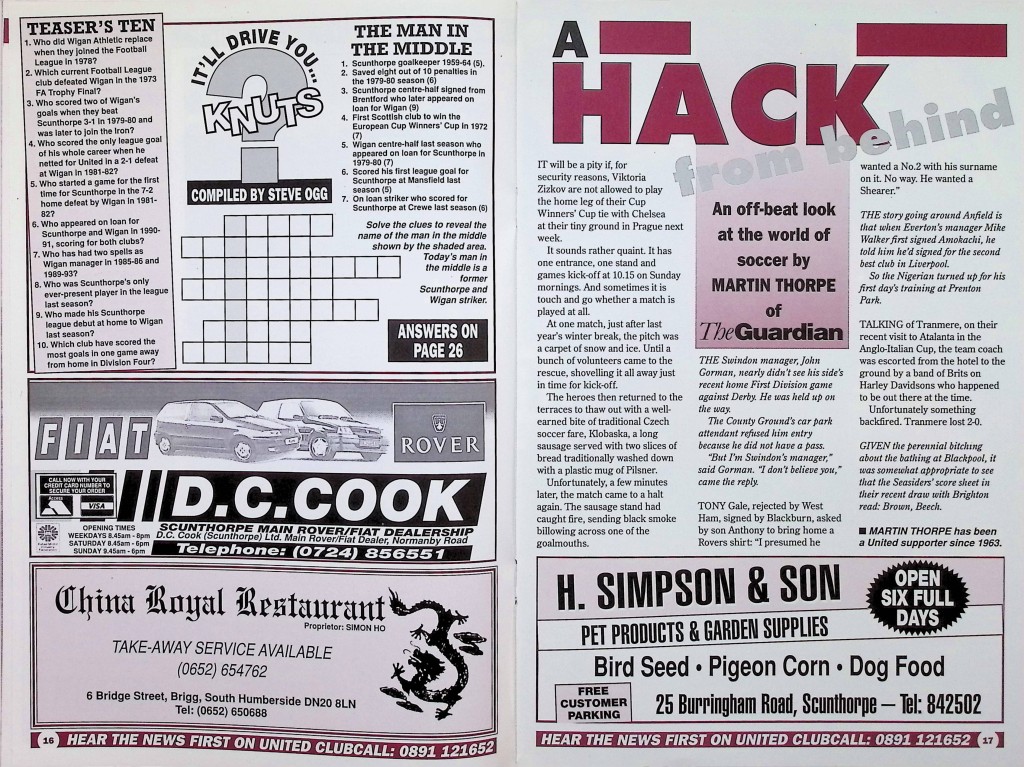 TEASER'S TEN
1. Who did Wigan Athletic replace
when they joined the Football
League in 1978?
2. Which current Football League
club defeated Wigan in the 1973
FA Trophy Final?
3. Who scored two of Wigan's
goals when they beat
Scunthorpe 3-1 in 1979-80 and
was later to join the Iron?
4. Who scored the only league goal
of his whole career when he
netted for United in a 2-1 defeat
at Wigan in 1981-82?
5. Who started a game for the first
time for Scunthorpe in the 7-2
home defeat by Wigan in 1981-
82?
6. Who appeared on loan for
Scunthorpe and Wigan in 1990-
91, scoring for both clubs?
7. Who has had two spells as
Wigan manager in 1985-86 and
1989-93?
8. Who was Scunthorpe's only
ever-present player in the league
last season?
9. Who made his Scunthorpe
league debut at home to Wigan
last season?
10. Which club have scored the
most goals in one game away
from home in Division Four?
IT'LL DRIVE YOU...
KNUTS
COMPILED BY STEVE OGG
THE MAN IN
THE MIDDLE
1. Scunthorpe goalkeeper 1959-64 (5).
2. Saved eight out of 10 penalties in
the 1979-80 season (6)
3. Scunthorpe centre-half signed from
Brentford who later appeared on
loan for Wigan (9)
4. First Scottish club to win the
European Cup Winners' Cup in 1972
(7)
5. Wigan centre-half last season who
appeared on loan for Scunthorpe in
1979-80 (7)
6. Scored his first league goal for
Scunthorpe at Mansfield last
season (5)
7. On loan striker who scored for
Scunthorpe at Crewe last season (6)
Solve the clues to reveal the
name of the man in the middle
shown by the shaded area.
Today's man in
the middle is a
former
Scunthorpe and
Wigan striker.
ANSWERS ON
PAGE 26
FIAT
ROVER
CALL NOW WITH YOUR
CREDIT CARD NUMBER TO
SECURE YOUR ORDER
Access
VISA
D.C.COOK
OPENING TIMES
WEEKDAYS 8.45am - 8pm
SATURDAY 8.45am - 6pm
SUNDAY 9.45am - 6pm
SCUNTHORPE MAIN ROVER/FIAT DEALERSHIP
D.C. Cook (Scunthorpe) Ltd. Main Rover/Fiat Dealer, Normanby Road
Telephone: (0724) 856551
China Royal Restaurant
Proprietor: SIMON HO
TAKE-AWAY SERVICE AVAILABLE
(0652) 654762
6 Bridge Street, Brigg, South Humberside DN20 8LN
Tel: (0652) 650688
16 HEAR THE NEWS FIRST ON UNITED CLUBCALL: 0891 121652
A
HACK
from behind
IT will be a pity if, for
security reasons, Viktoria
Zizkov are not allowed to play
the home leg of their Cup
Winners' Cup tie with Chelsea
at their tiny ground in Prague next
week.
It sounds rather quaint. It has
one entrance, one stand and
games kick-off at 10.15 on Sunday
mornings. And sometimes it is
touch and go whether a match is
played at all.
At one match, just after last
year's winter break, the pitch was
a carpet of snow and ice. Until a
bunch of volunteers came to the
rescue, shovelling it all away just
in time for kick-off.
The heroes then returned to the
terraces to thaw out with a well-
earned bite of traditional Czech
soccer fare, Klobaska, a long
sausage served with two slices of
bread traditionally washed down
with a plastic mug of Pilsner.
Unfortunately, a few minutes
later, the match came to a halt
again. The sausage stand had
caught fire, sending black smoke
billowing across one of the
goalmouths.
An off-beat look
at the world of
soccer by
MARTIN THORPE
of
The Guardian
THE Swindon manager, John
Gorman, nearly didn't see his side's
recent home First Division game
against Derby. He was held up on
the way.
The County Ground's car park
attendant refused him entry
because he did not have a pass.
"But I'm Swindon's manager,"
said Gorman. "I don't believe you,"
came the reply.
TONY Gale, rejected by West
Ham, signed by Blackburn, asked
by son Anthony to bring home a
Rovers shirt: "I presumed he
wanted a No.2 with his surname
on it. No way. He wanted a
Shearer."
THE story going around Anfield is
that when Everton's manager Mike
Walker first signed Amokachi, he
told him he'd signed for the second
best club in Liverpool.
So the Nigerian turned up for his
first day's training at Prenton
Park.
TALKING of Tranmere, on their
recent visit to Atalanta in the
Anglo-Italian Cup, the team coach
was escorted from the hotel to the
ground by a band of Brits on
Harley Davidsons who happened
to be out there at the time.
Unfortunately something
backfired. Tranmere lost 2-0.
GIVEN the perennial bitching
about the bathing at Blackpool, it
was somewhat appropriate to see
that the Seasiders' score sheet in
their recent draw with Brighton
read: Brown, Beech.
■ MARTIN THORPE has been
a United supporter since 1963.
H. SIMPSON & SON
OPEN
SIX FULL
DAYS
PET PRODUCTS & GARDEN SUPPLIES
Bird Seed • Pigeon Corn • Dog Food
FREE
CUSTOMER
PARKING
25 Burringham Road, Scunthorpe — Tel: 842502
HEAR THE NEWS FIRST ON UNITED CLUBCALL: 0891 121652 17